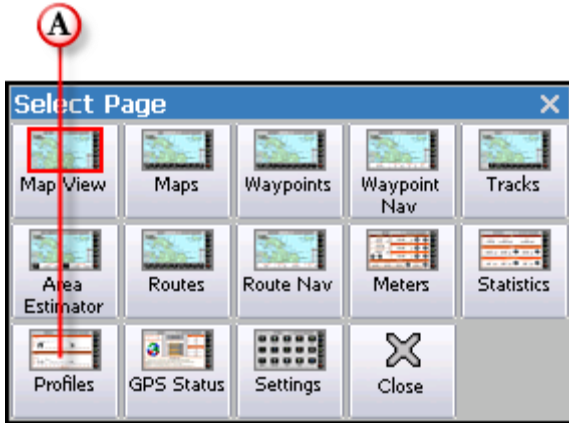 A
Select Page
Map View
Maps
Waypoints
Waypoint
Nav
Tracks
Area
Estimator
Routes
Route Nav
Meters
Statistics
Profiles
GPS Status
Settings
Close